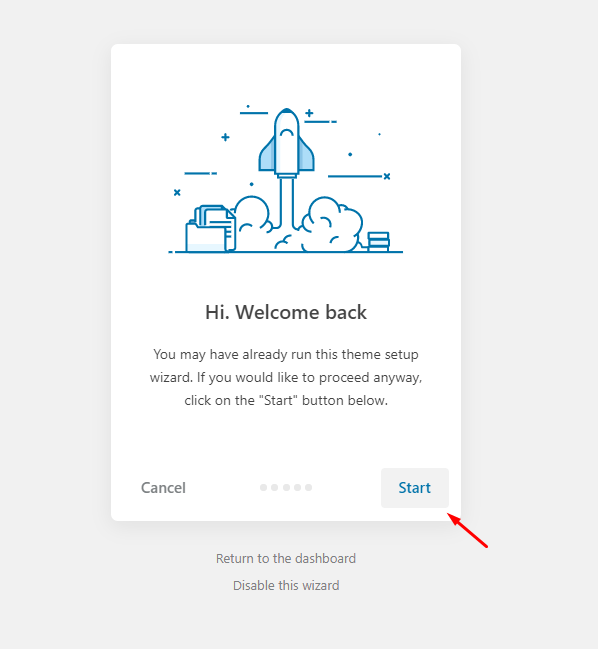 Hi. Welcome back
You may have already run this theme setup
wizard. If you would like to proceed anyway,
click on the "Start" button below.
Cancel
Start
Return to the dashboard
Disable this wizard